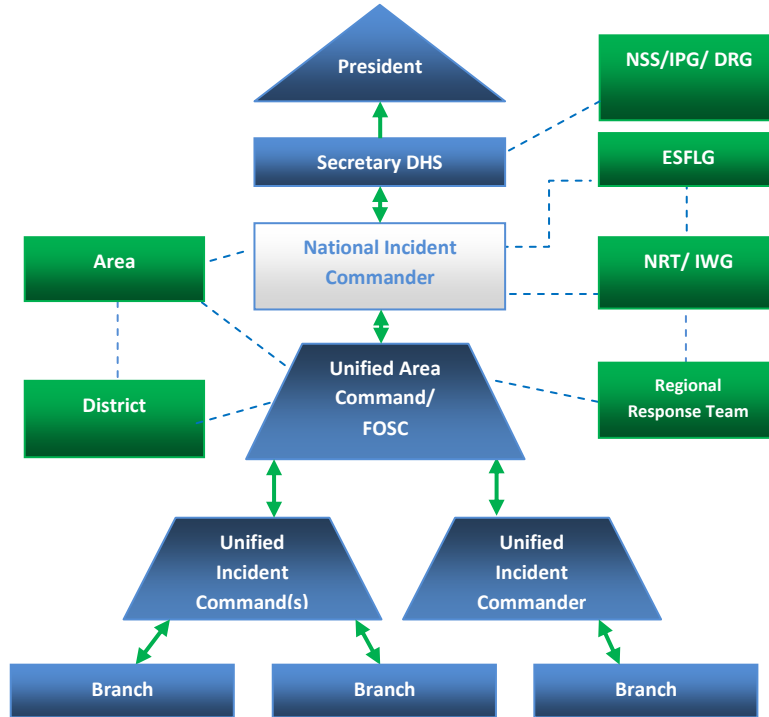 President
NSS/IPG/ DRG
Secretary DHS
ESFLG
National Incident
Commander
Area
NRT/ IWG
Unified Area
Command/
FOSC
District
Regional
Response Team
Unified
Incident
Command(s)
Unified
Incident
Commander
Branch
Branch
Branch